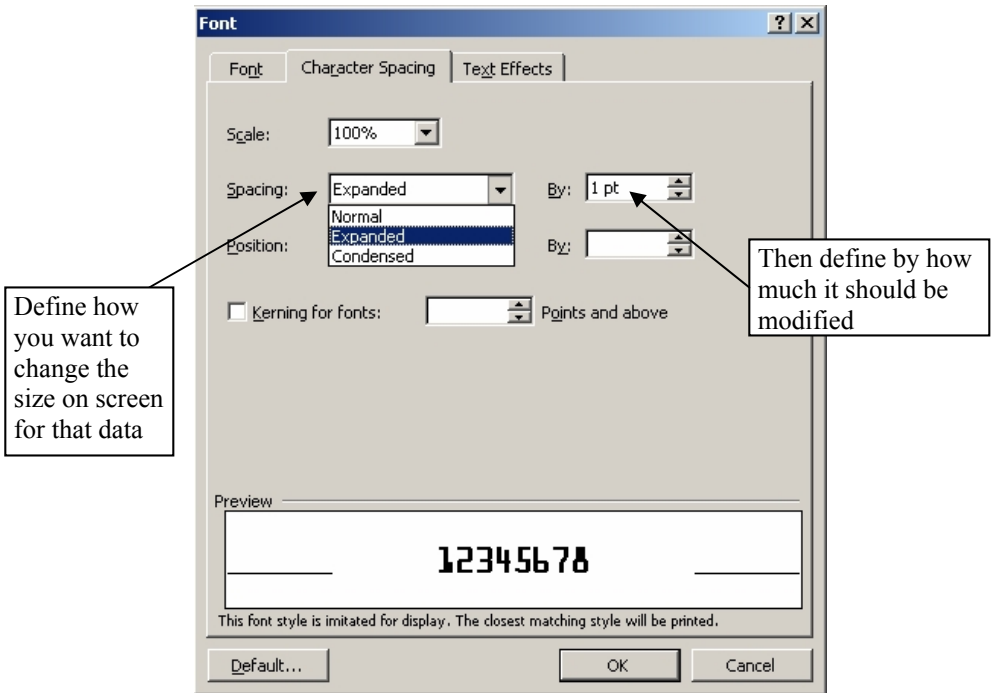 Font
Font Character Spacing Text Effects
Scale: 100%
Spacing: Expanded By: 1 pt
Normal
Expanded
Condensed
Position: By:
Kerning for fonts: Points and above
Define how
you want to
change the
size on screen
for that data
Then define by how
much it should be
modified
Preview
12345678
This font style is imitated for display. The closest matching style will be printed.
Default... OK Cancel